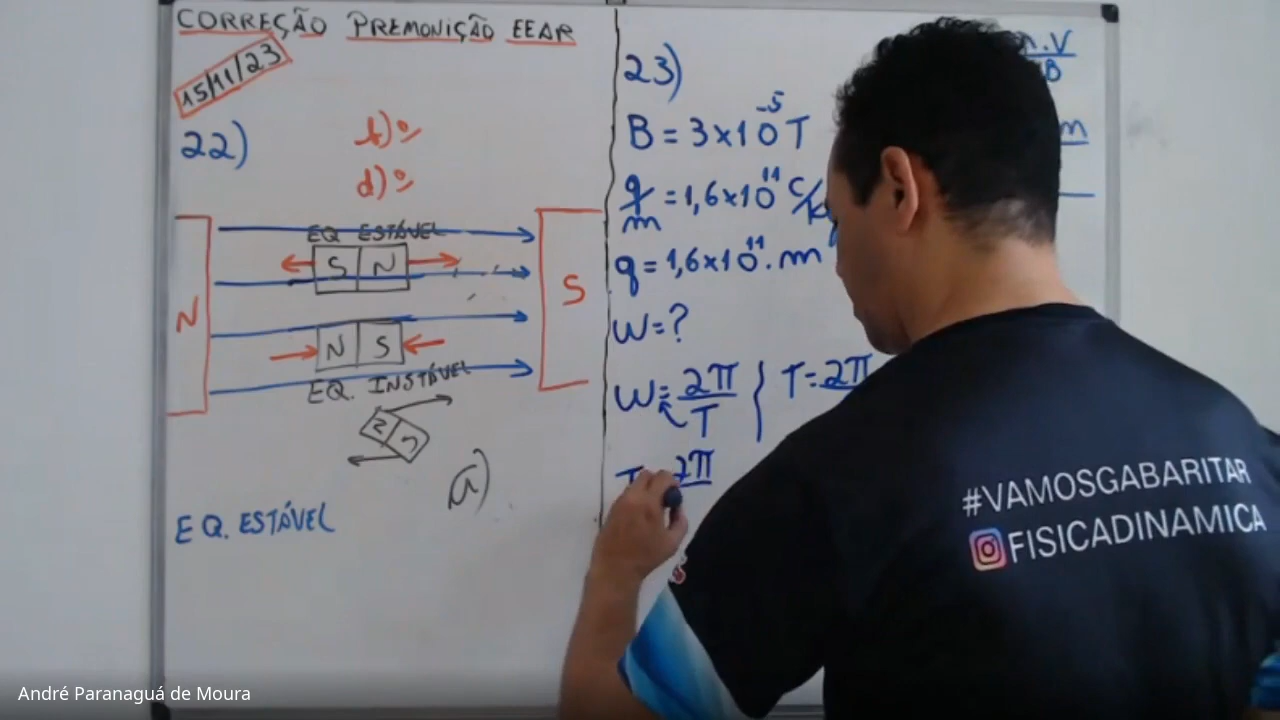 CORREÇÃO PREMONIÇÃO EEAR
15/11/23
22)
b)
d)
N
EQ ESTÁVEL
S N
S
N S
EQ. INSTÁVEL
N S
a)
EQ. ESTÁVEL
23)
B = 3x10⁻⁵ T
q/m = 1,6x10¹¹ C/kg
q = 1,6x10¹¹.m
W = ?
W = 2π/T } T = 2π
T 2π
m.V
B
m
#VAMOSGABARITAR
FISICADINAMICA
André Paranaguá de Moura